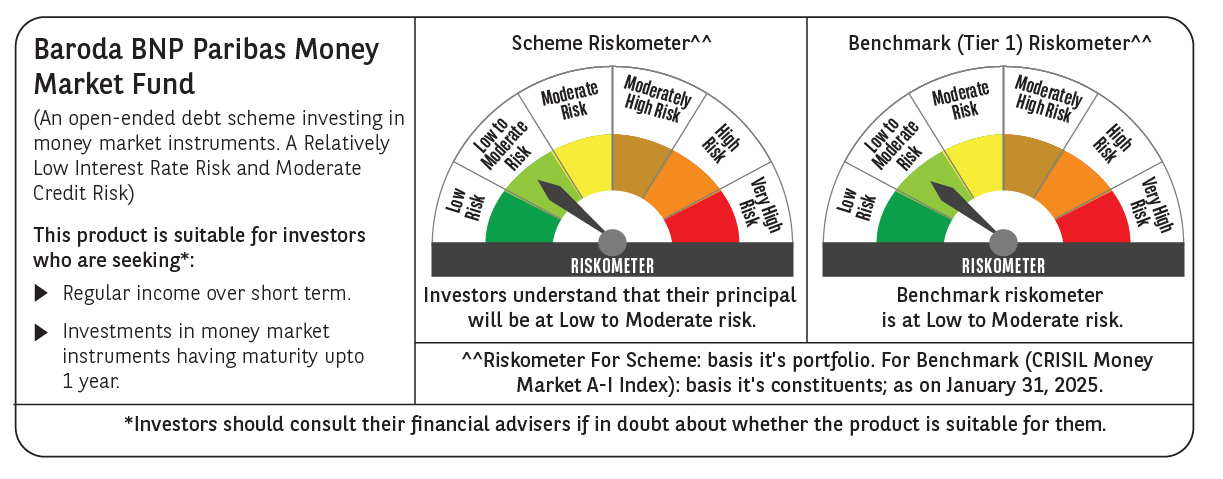 Baroda BNP Paribas Money
Market Fund
(An open-ended debt scheme investing in
money market instruments. A Relatively
Low Interest Rate Risk and Moderate
Credit Risk)
This product is suitable for investors
who are seeking*:
Regular income over short term.
Investments in money market
instruments having maturity upto
1 year.
Scheme Riskometer^^
Low
Risk
Low to
Moderate
Risk
Moderate
Risk
Moderately
High Risk
High
Risk
Very High
Risk
RISKOMETER
Investors understand that their principal
will be at Low to Moderate risk.
Benchmark (Tier 1) Riskometer^^
Low
Risk
Low to
Moderate
Risk
Moderate
Risk
Moderately
High Risk
High
Risk
Very High
Risk
RISKOMETER
Benchmark riskometer
is at Low to Moderate risk.
^^Riskometer For Scheme: basis it's portfolio. For Benchmark (CRISIL Money
Market A-I Index): basis it's constituents; as on January 31, 2025.
*Investors should consult their financial advisers if in doubt about whether the product is suitable for them.